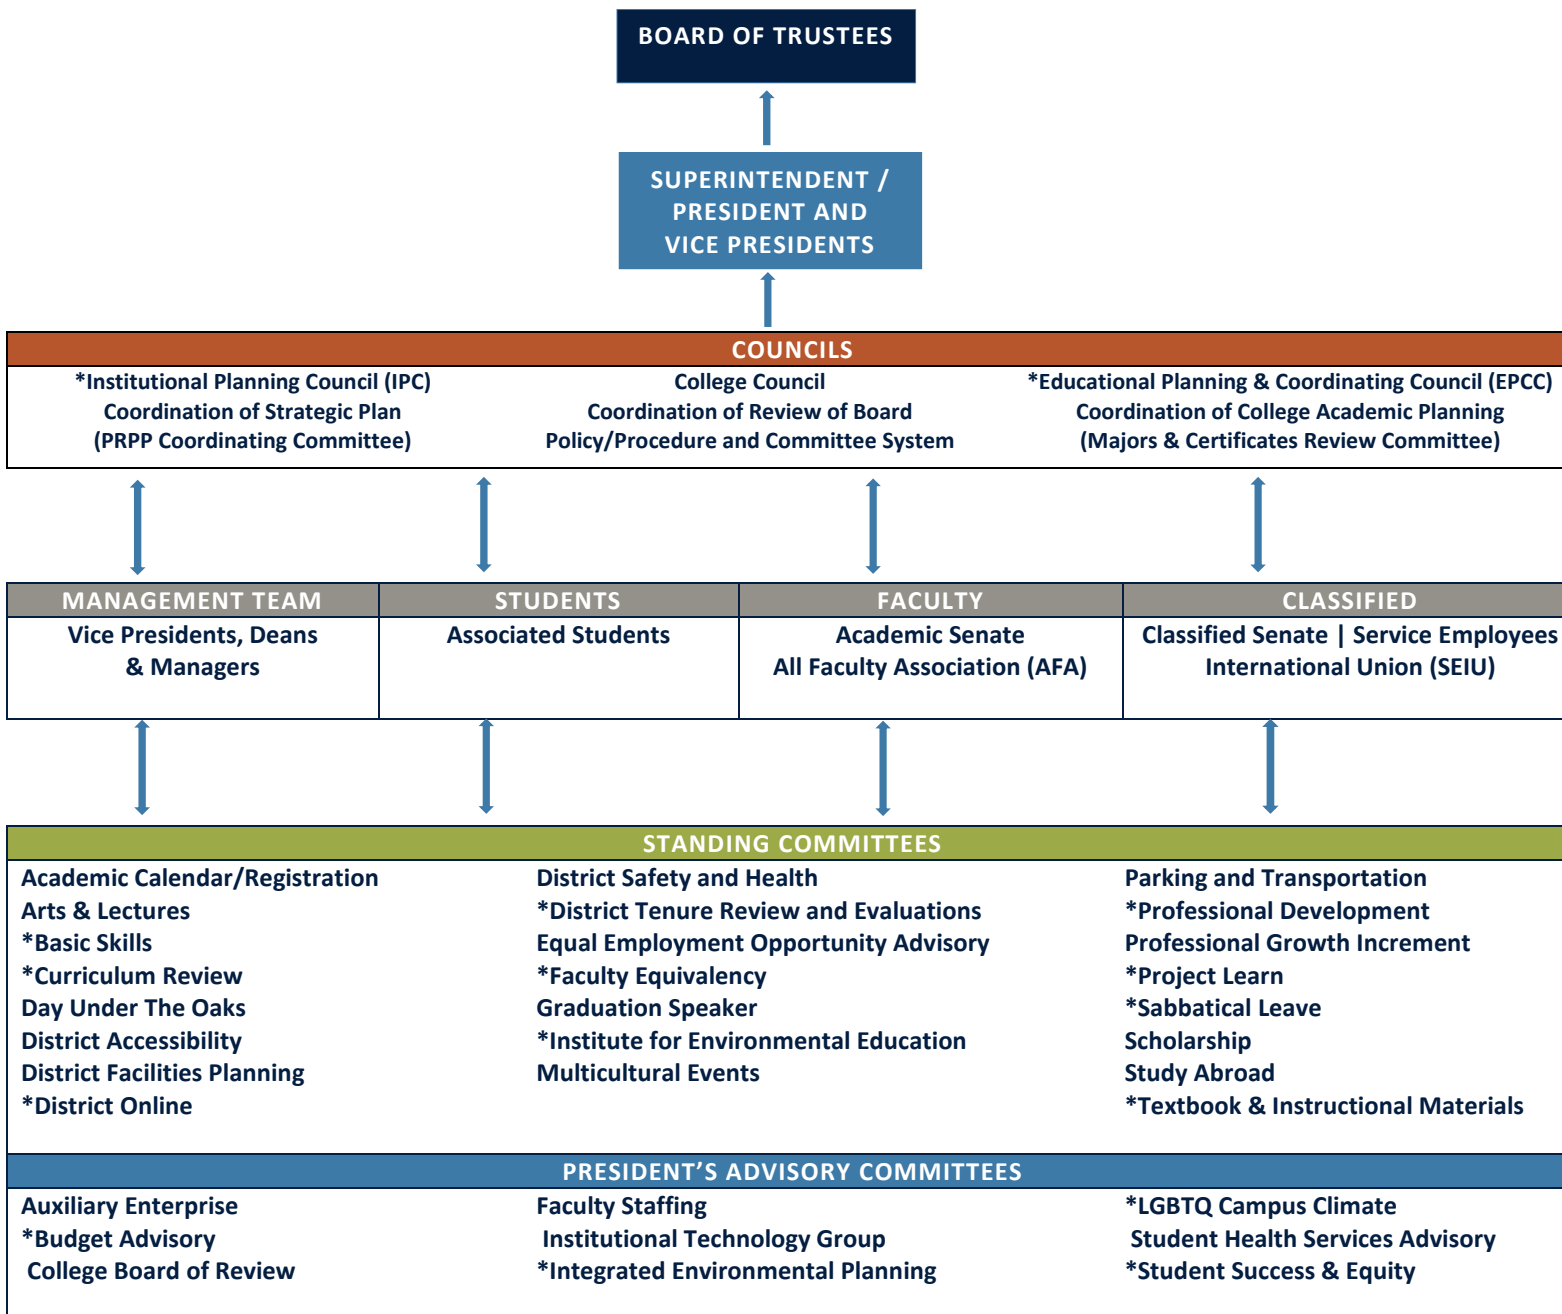 BOARD OF TRUSTEES
SUPERINTENDENT /
PRESIDENT AND
VICE PRESIDENTS
COUNCILS
*Institutional Planning Council (IPC)
Coordination of Strategic Plan
(PRPP Coordinating Committee)
College Council
Coordination of Review of Board
Policy/Procedure and Committee System
*Educational Planning & Coordinating Council (EPCC)
Coordination of College Academic Planning
(Majors & Certificates Review Committee)
MANAGEMENT TEAM
Vice Presidents, Deans
& Managers
STUDENTS
Associated Students
FACULTY
Academic Senate
All Faculty Association (AFA)
CLASSIFIED
Classified Senate | Service Employees
International Union (SEIU)
STANDING COMMITTEES
Academic Calendar/Registration
Arts & Lectures
*Basic Skills
*Curriculum Review
Day Under The Oaks
District Accessibility
District Facilities Planning
*District Online
District Safety and Health
*District Tenure Review and Evaluations
Equal Employment Opportunity Advisory
*Faculty Equivalency
Graduation Speaker
*Institute for Environmental Education
Multicultural Events
Parking and Transportation
*Professional Development
Professional Growth Increment
*Project Learn
*Sabbatical Leave
Scholarship
Study Abroad
*Textbook & Instructional Materials
PRESIDENT’S ADVISORY COMMITTEES
Auxiliary Enterprise
*Budget Advisory
College Board of Review
Faculty Staffing
Institutional Technology Group
*Integrated Environmental Planning
*LGBTQ Campus Climate
Student Health Services Advisory
*Student Success & Equity